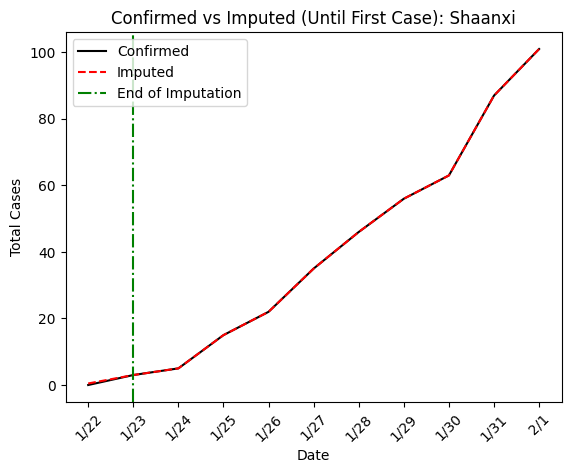 Confirmed vs Imputed (Until First Case): Shaanxi
Confirmed
Imputed
End of Imputation
Total Cases
100
80
60
40
20
0
1/22 1/23 1/24 1/25 1/26 1/27 1/28 1/29 1/30 1/31 2/1
Date